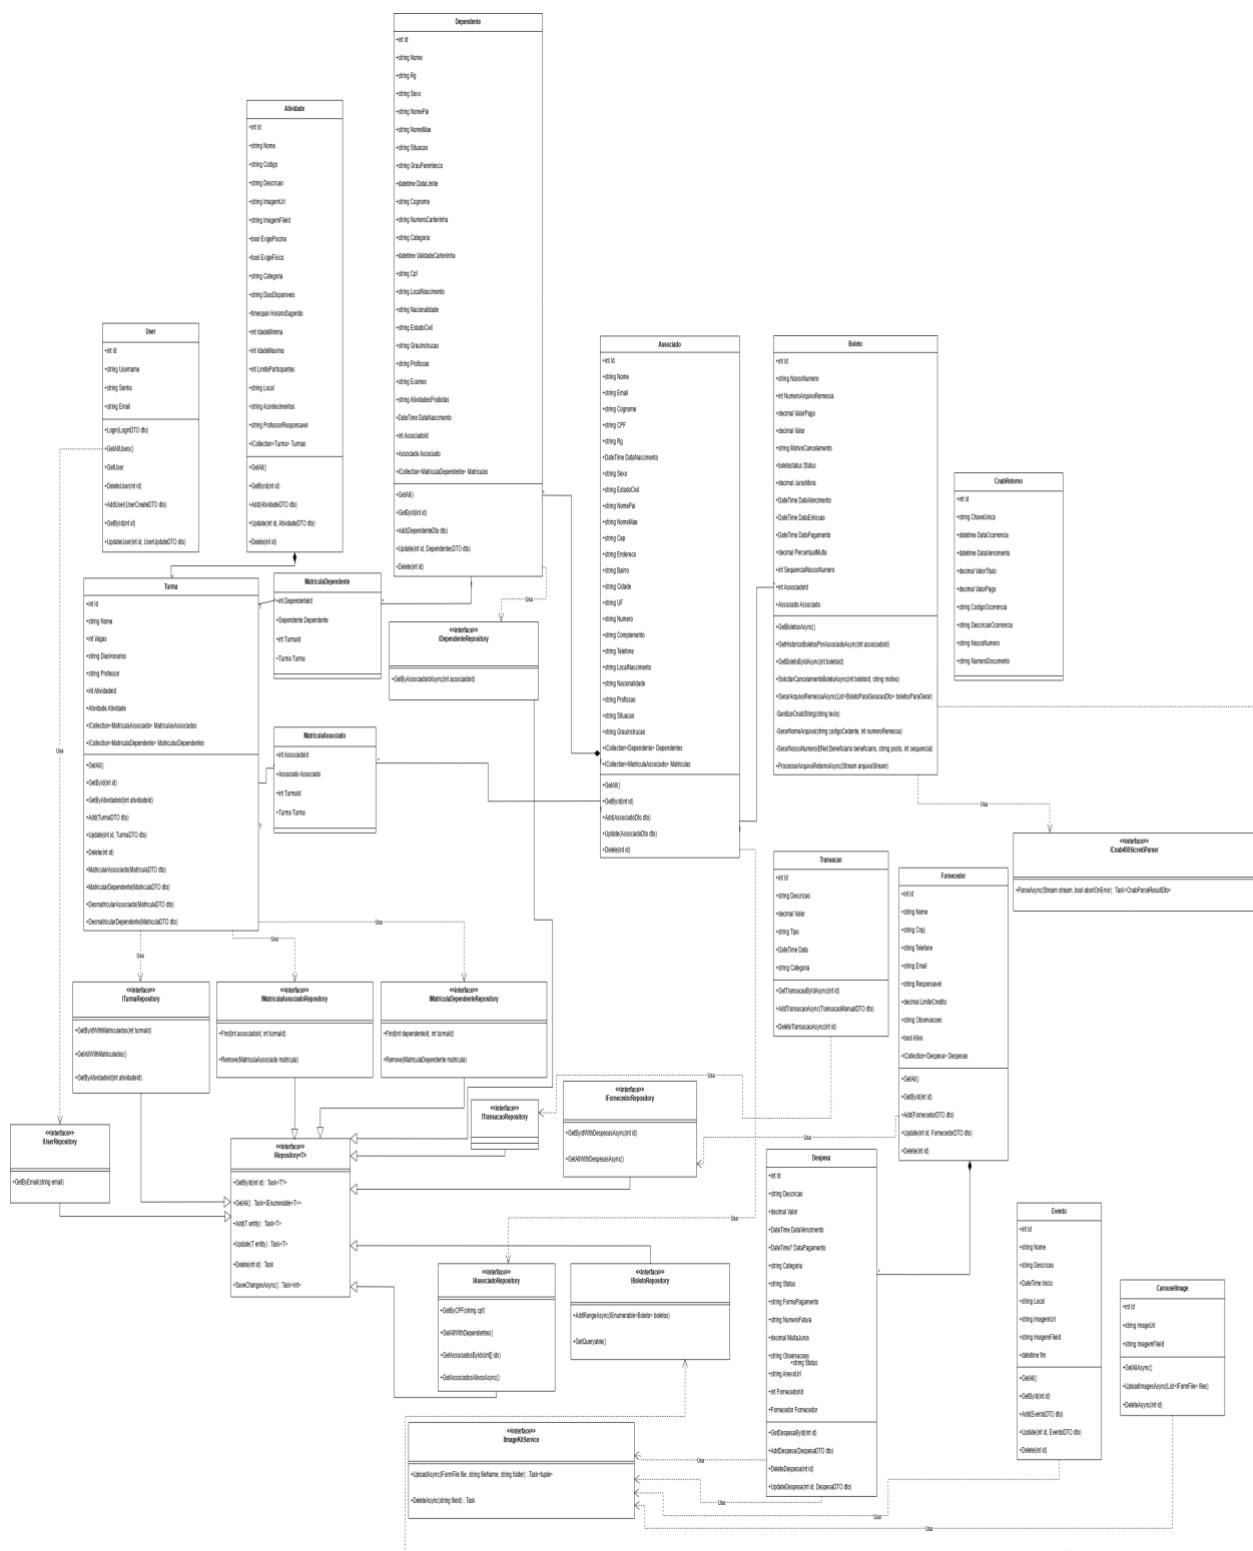 Dependente
+int Id
+string Nome
+string Rg
+string Sexo
+string NomePai
+string NomeMae
+string Situacao
+string GrauParentesco
+datetime DataLimite
+string Cognome
+string NumeroCarteirinha
+string Categoria
+datetime ValidadeCarteirinha
+string Cpf
+string LocalNascimento
+string Nacionalidade
+string EstadoCivil
+string GrauInstrucao
+string Profissao
+string Exames
+string AtividadesProibidas
+DateTime DataNascimento
+int AssociadoId
+Associado Associado
+ICollection<MatriculaDependente> Matriculas
+GetAll()
+GetById(int id)
+Add(DependenteDto dto)
+Update(int id, DependentesDTO dto)
+Delete(int id)
Atividade
+int Id
+string Nome
+string Codigo
+string Descricao
+string ImagemUrl
+string ImagemFileId
+bool ExigePiscina
+bool ExigeFisico
+string Categoria
+string DiasDisponiveis
+timespan HorarioSugerido
+int IdadeMinima
+int IdadeMaxima
+int LimiteParticipantes
+string Local
+string Acontecimentos
+string ProfessorResponsavel
+ICollection<Turma> Turmas
+GetAll()
+GetById(int id)
+Add(AtividadeDTO dto)
+Update(int id, AtividadeDTO dto)
+Delete(int id)
User
+int Id
+string Username
+string Senha
+string Email
+Login(LoginDTO dto)
+GetAllUsers()
+GetUser
+DeleteUser(int id)
+AddUser(UserCreateDTO dto)
+GetById(int id)
+UpdateUser(int id, UserUpdateDTO dto)
Associado
+int Id
+string Nome
+string Email
+string Cognome
+string CPF
+string Rg
+DateTime DataNascimento
+string Sexo
+string EstadoCivil
+string NomePai
+string NomeMae
+string Cep
+string Endereco
+string Bairro
+string Cidade
+string UF
+string Numero
+string Complemento
+string Telefone
+string LocalNascimento
+string Nacionalidade
+string Profissao
+string Situacao
+string GrauInstrucao
+ICollection<Dependente> Dependentes
+ICollection<MatriculaAssociado> Matriculas
+GetAll()
+GetById(int id)
+Add(AssociadoDto dto)
+Update(AssociadoDto dto)
+Delete(int id)
Boleto
+int Id
+string NossoNumero
+int NumeroArquivoRemessa
+decimal ValorPago
+decimal Valor
+string MotivoCancelamento
+boletostatus Status
+decimal JurosMora
+DateTime DataVencimento
+DateTime DataEmissao
+DateTime DataPagamento
+decimal PercentualMulta
+int SequencialNossoNumero
+int AssociadoId
+Associado Associado
+GetBoletosAsync()
+GetHistoricoBoletosPorAssociadoAsync(int associadoId)
+GetBoletoByIdAsync(int boletoId)
+SolicitarCancelamentoBoletoAsync(int boletoId, string motivo)
+GerarArquivoRemessaAsync(List<BoletoParaGeracaoDto> boletosParaGerar)
-SanitizeCnabString(string texto)
-GerarNomeArquivo(string codigoCedente, int numeroRemessa)
-GerarNossoNumero(BNet.Beneficiario beneficiario, string posto, int sequencial)
+ProcessarArquivoRetornoAsync(Stream arquivoStream)
CnabRetorno
+int Id
+string ChaveUnica
+datetime DataOcorrencia
+datetime DataVencimento
+decimal ValorTitulo
+decimal ValorPago
+string CodigoOcorrencia
+string DescricaoOcorrencia
+string NossoNumero
+string NumeroDocumento
Turma
+int Id
+string Nome
+int Vagas
+string DiasHorarios
+string Professor
+int AtividadeId
+Atividade Atividade
+ICollection<MatriculaAssociado> MatriculasAssociados
+ICollection<MatriculaDependente> MatriculasDependentes
+GetAll()
+GetById(int id)
+GetByAtividadeId(int atividadeId)
+Add(TurmaDTO dto)
+Update(int id, TurmaDTO dto)
+Delete(int id)
+MatricularAssociado(MatriculaDTO dto)
+MatricularDependente(MatriculaDTO dto)
+DesmatricularAssociado(MatriculaDTO dto)
+DesmatricularDependente(MatriculaDTO dto)
MatriculaDependente
+int DependenteId
+Dependente Dependente
+int TurmaId
+Turma Turma
MatriculaAssociado
+int AssociadoId
+Associado Associado
+int TurmaId
+Turma Turma
<<interface>>
IDependenteRepository
+GetByAssociadoIdAsync(int associadoId)
Usa
Usa
Usa
Usa
Usa
Usa
<<interface>>
ICnab400SicrediParser
+ParseAsync(Stream stream, bool abortOnError) : Task<CnabParseResultDto>
Transacao
+int Id
+string Descricao
+decimal Valor
+string Tipo
+DateTime Data
+string Categoria
+GetTransacaoByIdAsync(int id)
+AddTransacaoAsync(TransacaoManualDTO dto)
+DeleteTransacaoAsync(int id)
Fornecedor
+int Id
+string Nome
+string Cnpj
+string Telefone
+string Email
+string Responsavel
+decimal LimiteCredito
+string Observacoes
+bool Ativo
+ICollection<Despesa> Despesas
+GetAll()
+GetById(int id)
+Add(FornecedorDTO dto)
+Update(int id, FornecedorDTO dto)
+Delete(int id)
<<interface>>
ITurmaRepository
+GetByIdWithMatriculados(int turmaId)
+GetAllWithMatriculados()
+GetByAtividadeId(int atividadeId)
<<interface>>
IMatriculaAssociadoRepository
+Find(int associadoId, int turmaId)
+Remove(MatriculaAssociado matricula)
<<interface>>
IMatriculaDependenteRepository
+Find(int dependenteId, int turmaId)
+Remove(MatriculaDependente matricula)
<<interface>>
IUserRepository
+GetByEmail(string email)
<<interface>>
IRepository<T>
+GetById(int id) : Task<T?>
+GetAll() : Task<IEnumerable<T>>
+Add(T entity) : Task<T>
+Update(T entity) : Task<T>
+Delete(int id) : Task
+SaveChangesAsync() : Task<int>
<<interface>>
ITransacaoRepository
<<interface>>
IFornecedorRepository
+GetByIdWithDespesasAsync(int id)
+GetAllWithDespesasAsync()
Usa
Usa
Usa
<<interface>>
IAssociadoRepository
+GetByCPF(string cpf)
+GetAllWithDependentes()
+GetAssociadosByIds(int[] ids)
+GetAssociadosAtivosAsync()
<<interface>>
IBoletoRepository
+AddRangeAsync(IEnumerable<Boleto> boletos)
+GetQueryable()
Despesa
+int Id
+string Descricao
+decimal Valor
+DateTime DataVencimento
+DateTime? DataPagamento
+string Categoria
+string Status
+string FormaPagamento
+string NumeroFatura
+decimal MultaJuros
+string Observacoes
+string Status
+string AnexoUrl
+int FornecedorId
+Fornecedor Fornecedor
+GetDespesaById(int id)
+AddDespesa(DespesaDTO dto)
+DeleteDespesa(int id)
+UpdateDespesa(int id, DespesaDTO dto)
Evento
+int Id
+string Nome
+string Descricao
+DateTime Inicio
+string Local
+string ImagemUrl
+string ImagemFileId
+datetime fim
+GetAll()
+GetById(int id)
+Add(EventoDTO dto)
+Update(int id, EventoDTO dto)
+Delete(int id)
CarouselImage
+int Id
+string ImageUrl
+string ImagemFileId
+GetAllAsync()
+UploadImagesAsync(List<IFormFile> files)
+DeleteAsync(int id)
<<interface>>
IImageKitService
+UploadAsync(IFormFile file, string fileName, string folder) : Task<tuple>
+DeleteAsync(string fileId) : Task
Usa
Usa
Usa
Usa